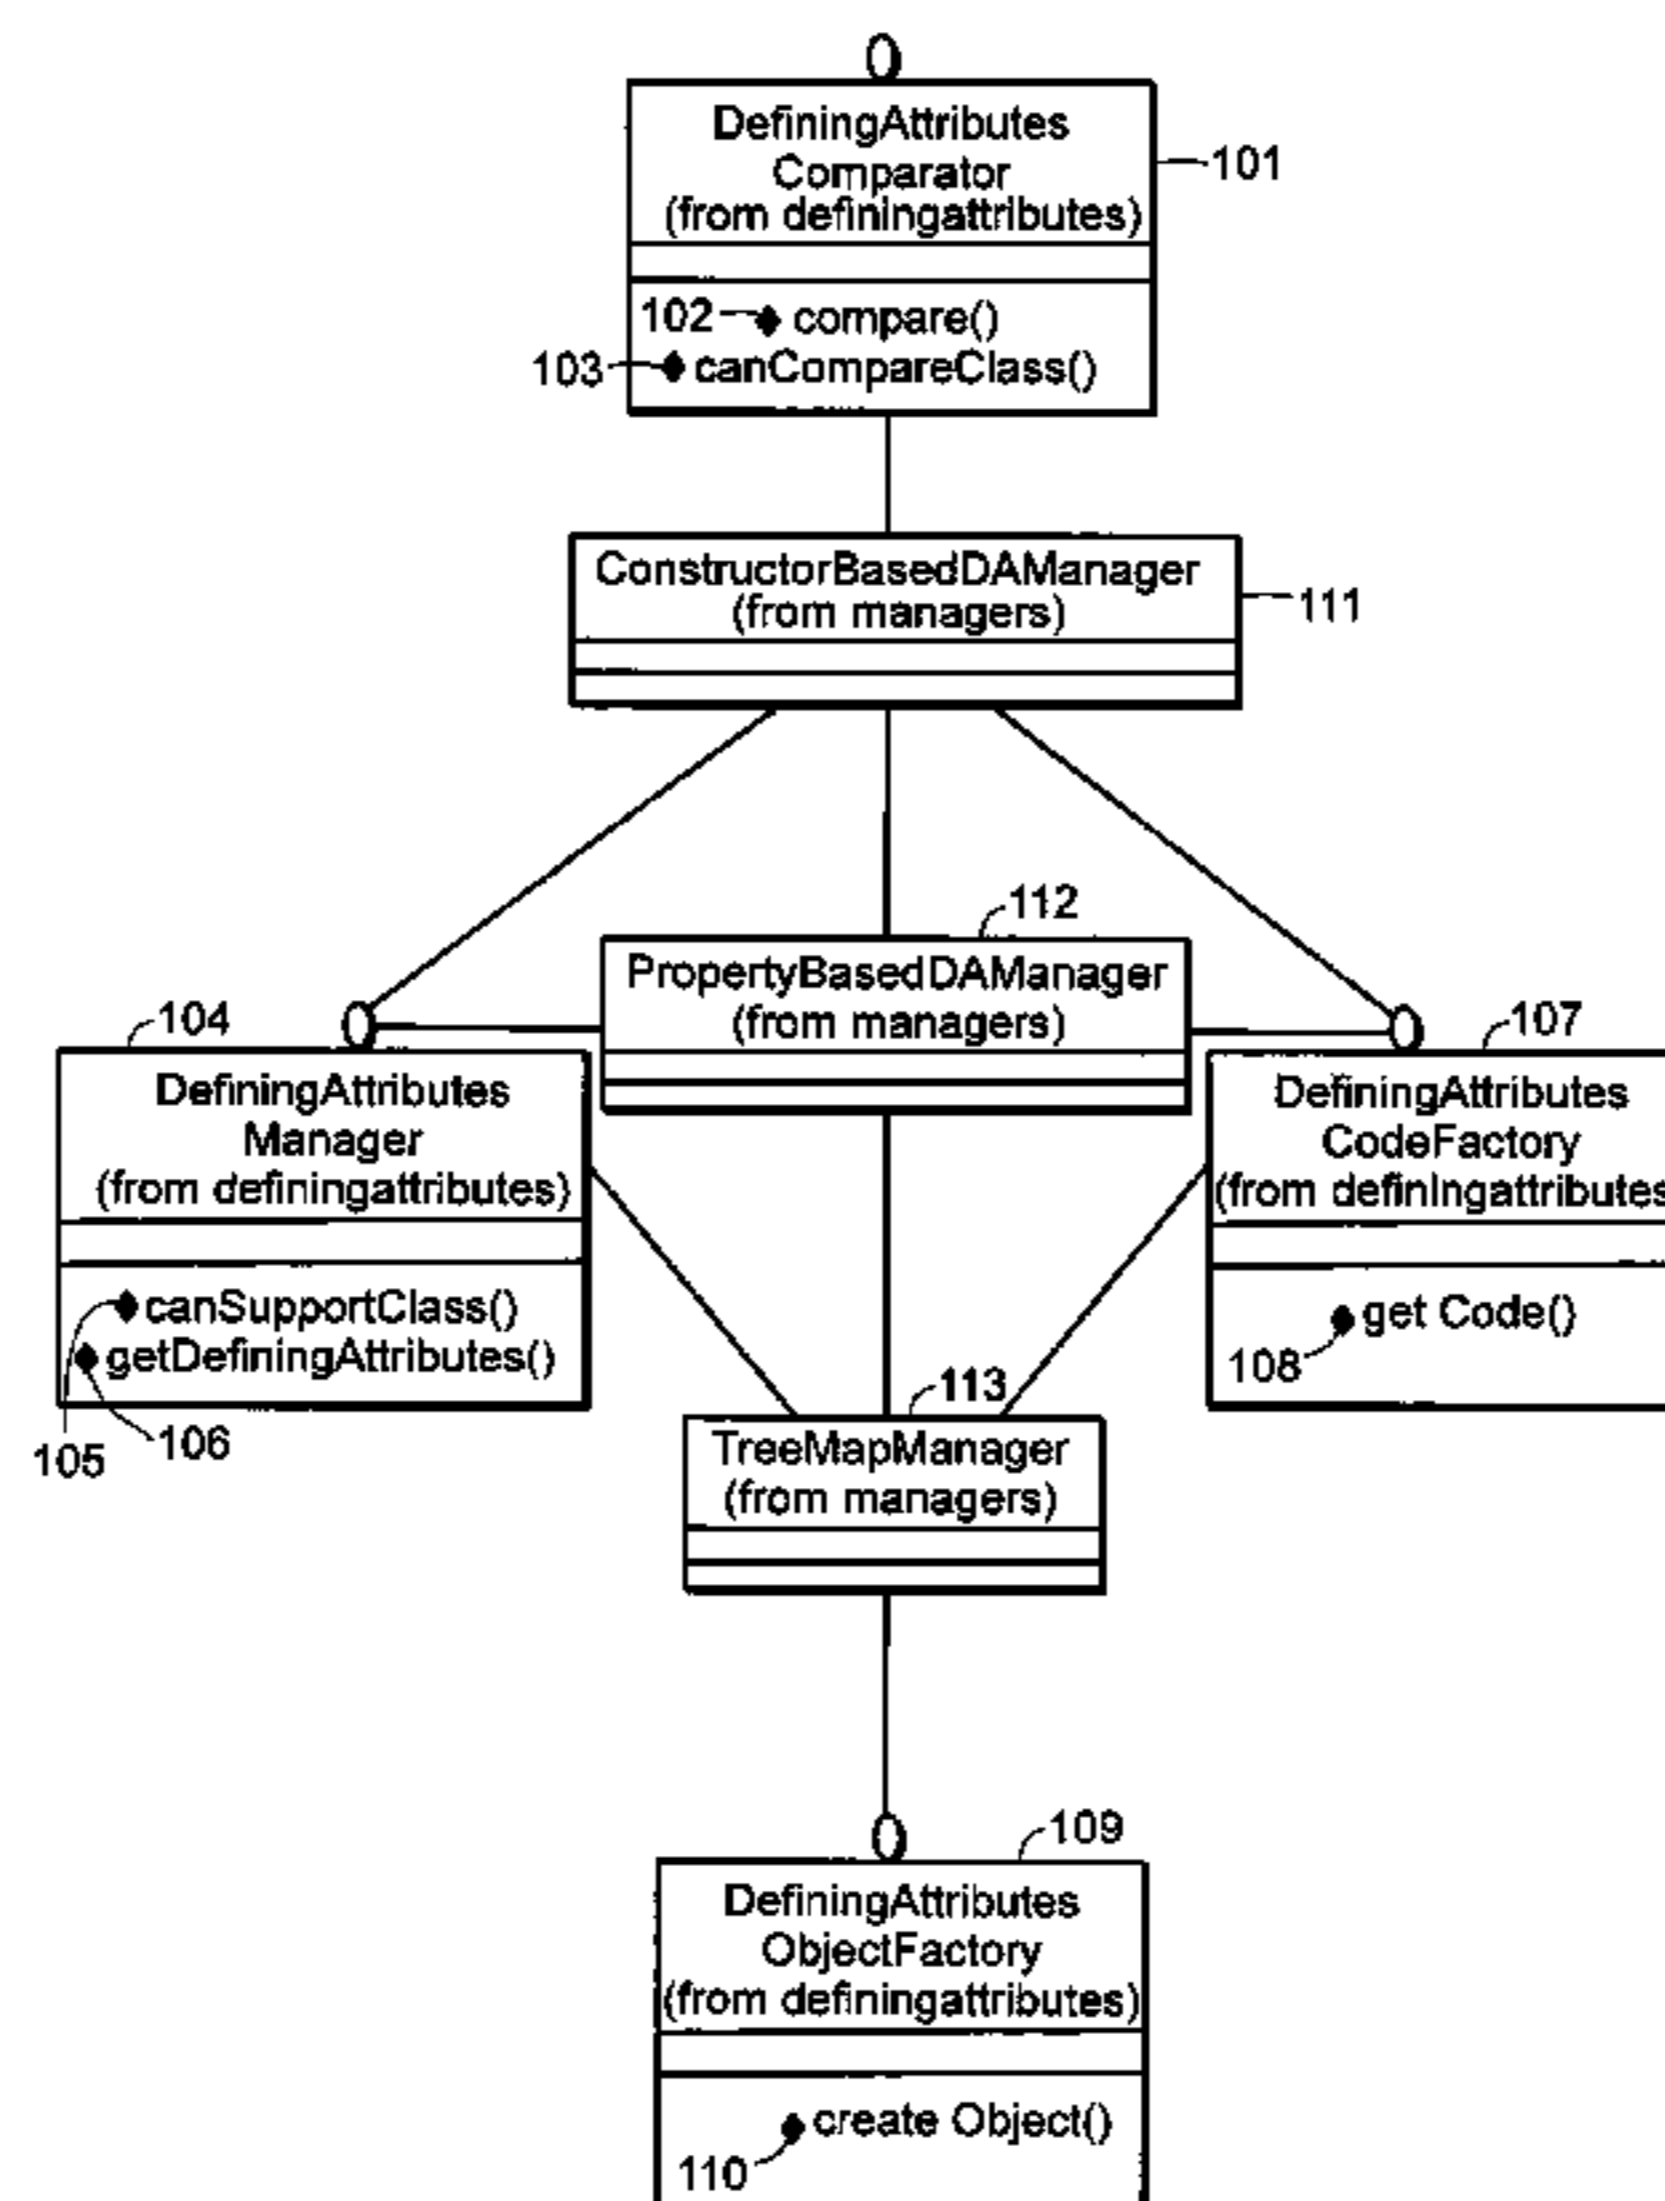 DefiningAttributes
Comparator
(from definingattributes)
101
102
compare()
103
canCompareClass()
ConstructorBasedDAManager
(from managers)
111
112
PropertyBasedDAManager
(from managers)
104
DefiningAttributes
Manager
(from definingattributes)
canSupportClass()
getDefiningAttributes()
105
106
107
DefiningAttributes
CodeFactory
(from definingattributes
get Code()
108
113
TreeMapManager
(from managers)
109
DefiningAttributes
ObjectFactory
(from definingattributes)
create Object()
110